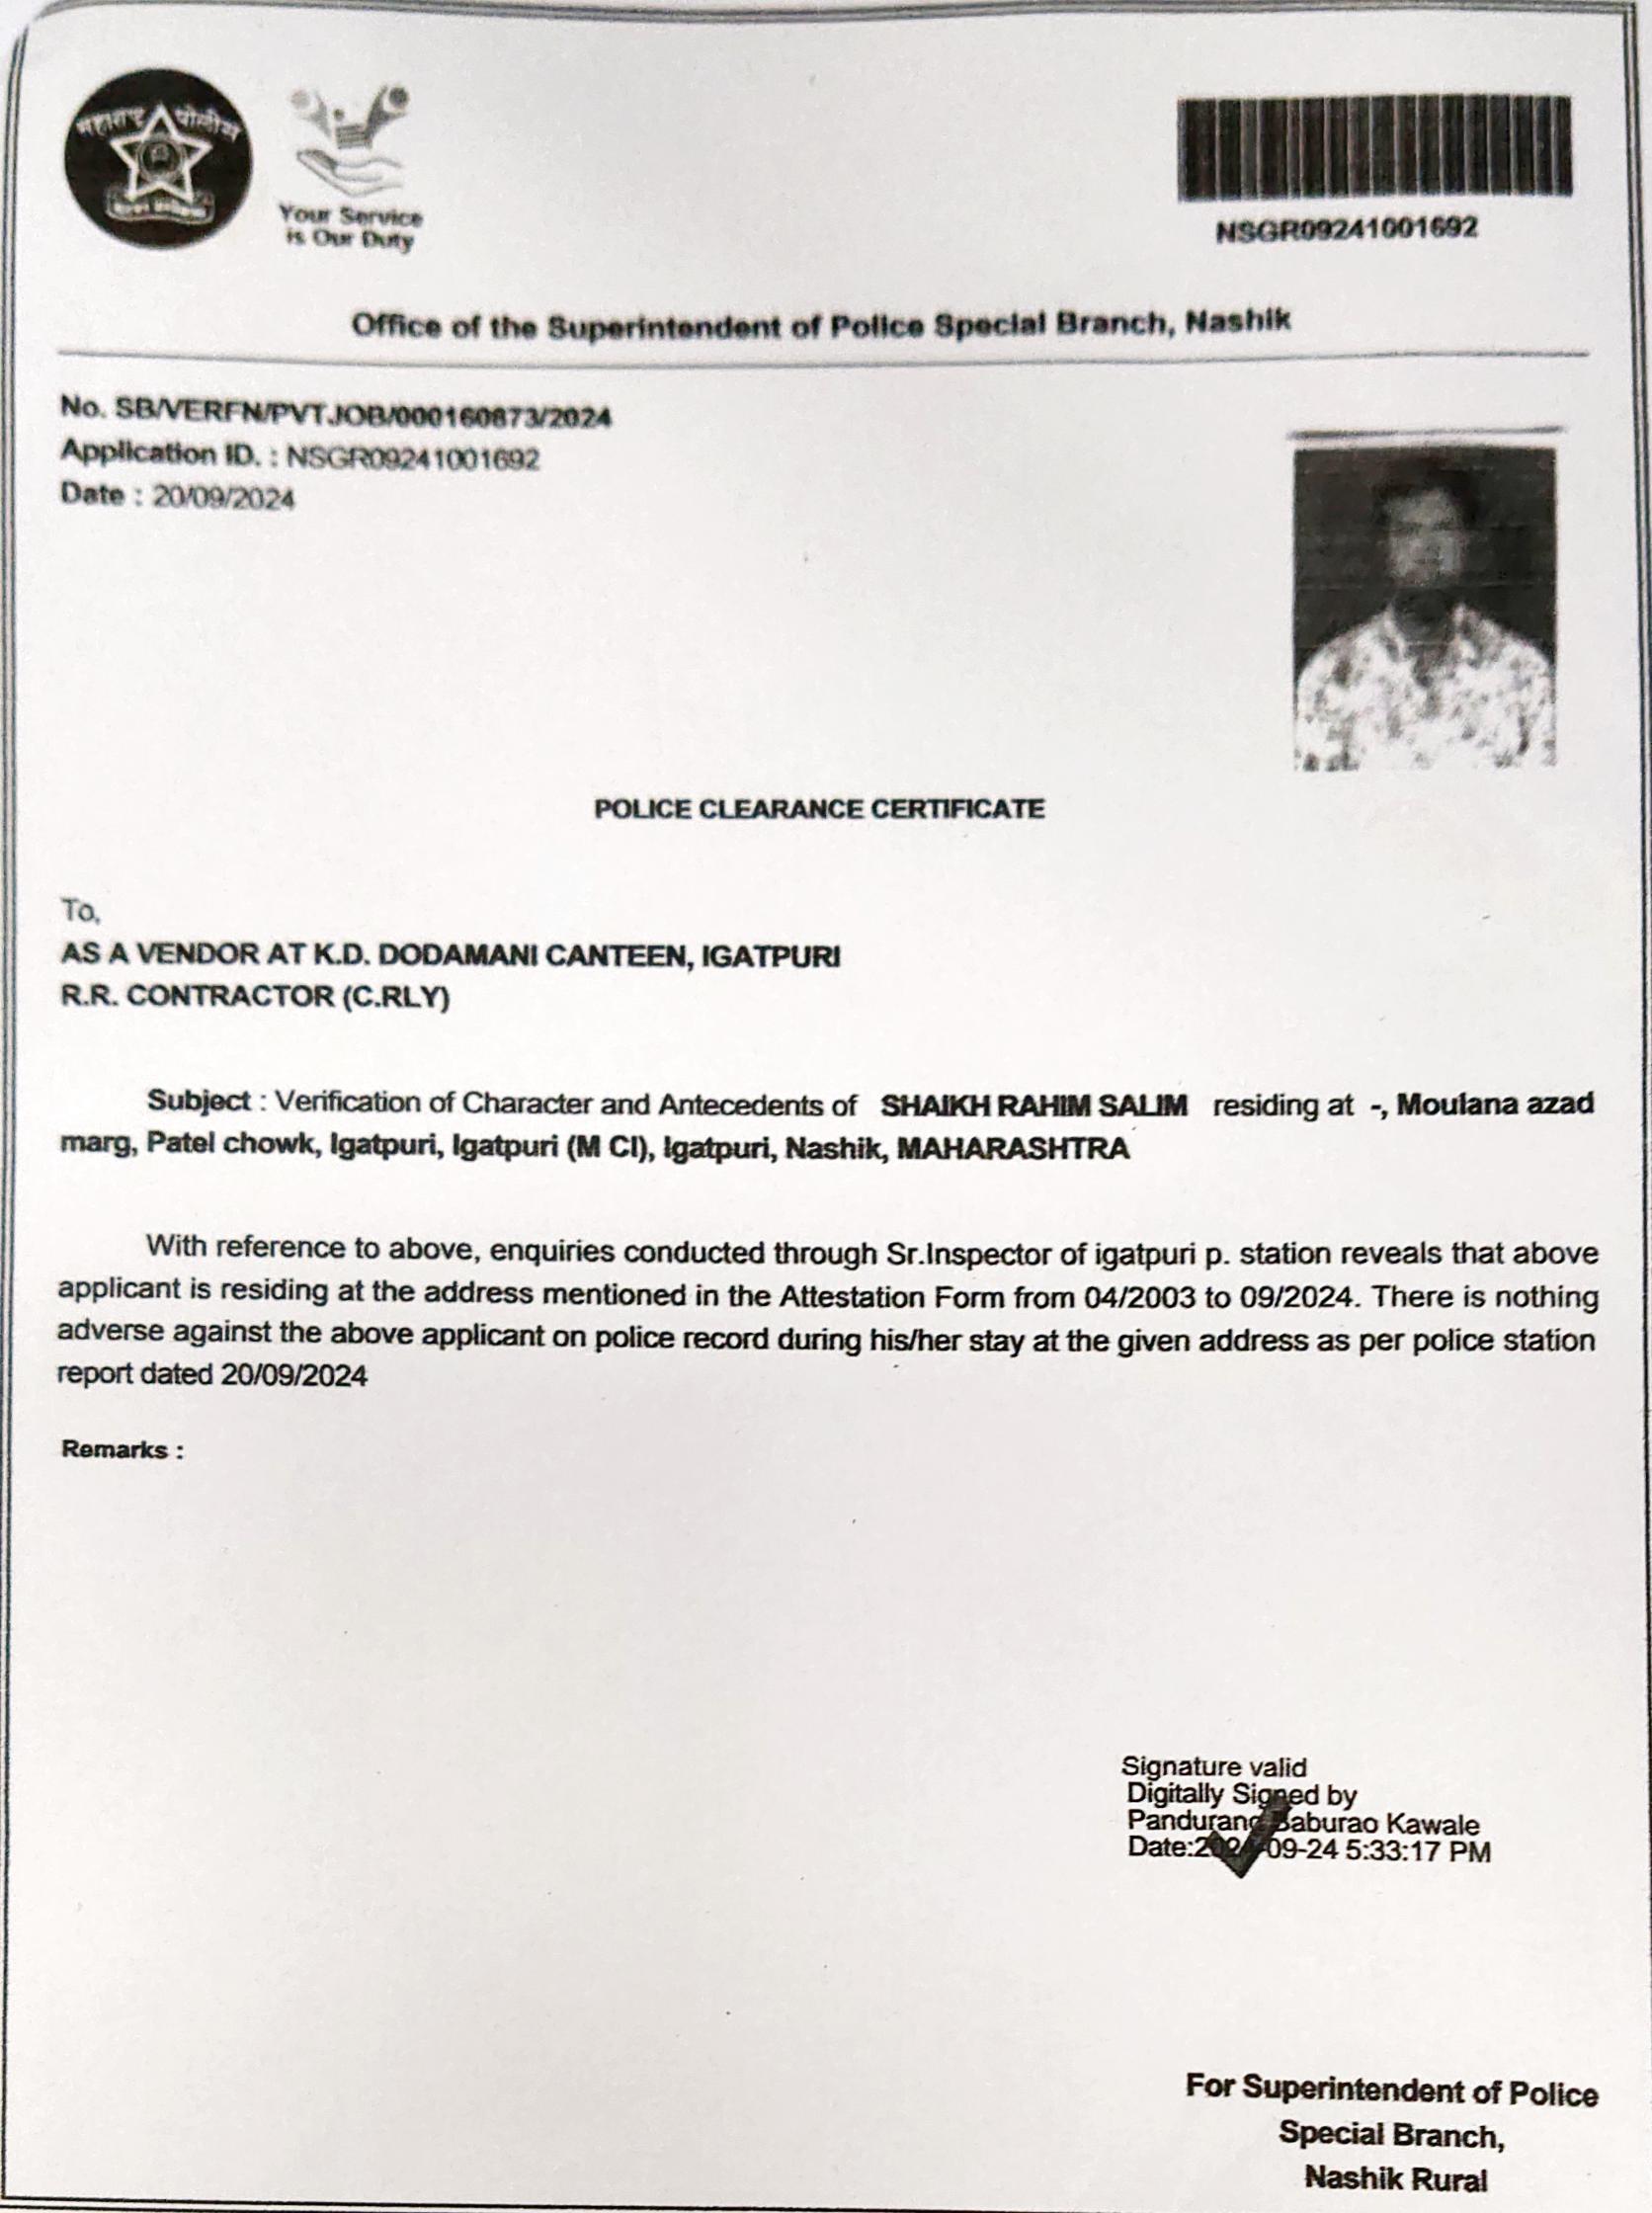 महाराष्ट्र पोलीस
Your Service
is Our Duty
NSGR09241001692
Office of the Superintendent of Police Special Branch, Nashik
No. SB/VERFN/PVTJOB/000160873/2024
Application ID. : NSGR09241001692
Date : 20/09/2024
POLICE CLEARANCE CERTIFICATE
To,
AS A VENDOR AT K.D. DODAMANI CANTEEN, IGATPURI
R.R. CONTRACTOR (C.RLY)
Subject : Verification of Character and Antecedents of SHAIKH RAHIM SALIM residing at -, Moulana azad
marg, Patel chowk, Igatpuri, Igatpuri (M Cl), Igatpuri, Nashik, MAHARASHTRA
With reference to above, enquiries conducted through Sr.Inspector of igatpuri p. station reveals that above
applicant is residing at the address mentioned in the Attestation Form from 04/2003 to 09/2024. There is nothing
adverse against the above applicant on police record during his/her stay at the given address as per police station
report dated 20/09/2024
Remarks :
Signature valid
Digitally Signed by
Pandurang Baburao Kawale
Date:2024-09-24 5:33:17 PM
For Superintendent of Police
Special Branch,
Nashik Rural